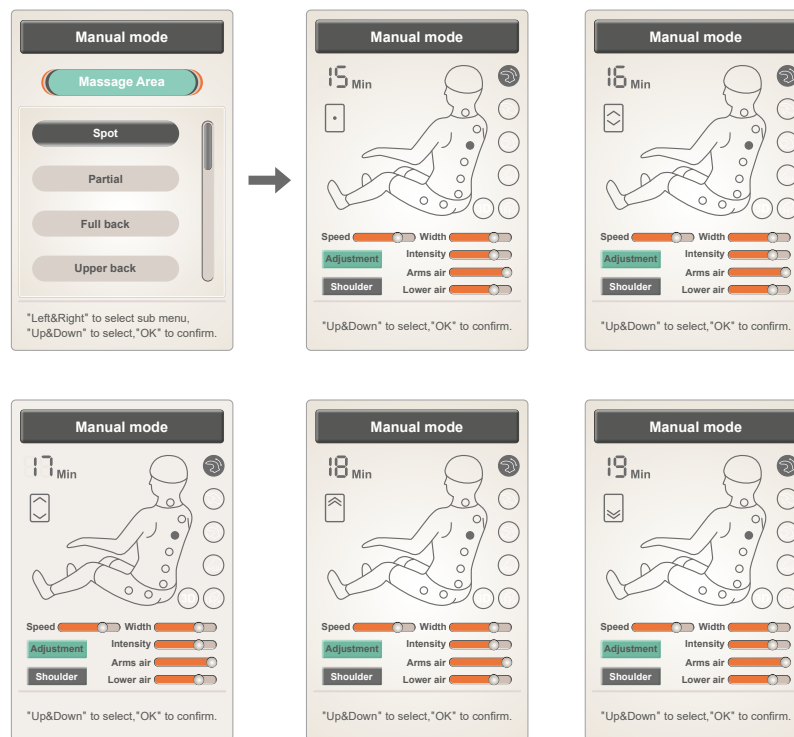 Manual mode
Massage Area
Spot
Partial
Full back
Upper back
"Left&Right" to select sub menu,
"Up&Down" to select,"OK" to confirm.
Manual mode
15 Min
Speed Width
Adjustment Intensity
Arms air
Shoulder Lower air
"Up&Down" to select,"OK" to confirm.
Manual mode
16 Min
Speed Width
Adjustment Intensity
Arms air
Shoulder Lower air
"Up&Down" to select,"OK" to confirm.
Manual mode
17 Min
Speed Width
Adjustment Intensity
Arms air
Shoulder Lower air
"Up&Down" to select,"OK" to confirm.
Manual mode
18 Min
Speed Width
Adjustment Intensity
Arms air
Shoulder Lower air
"Up&Down" to select,"OK" to confirm.
Manual mode
19 Min
Speed Width
Adjustment Intensity
Arms air
Shoulder Lower air
"Up&Down" to select,"OK" to confirm.